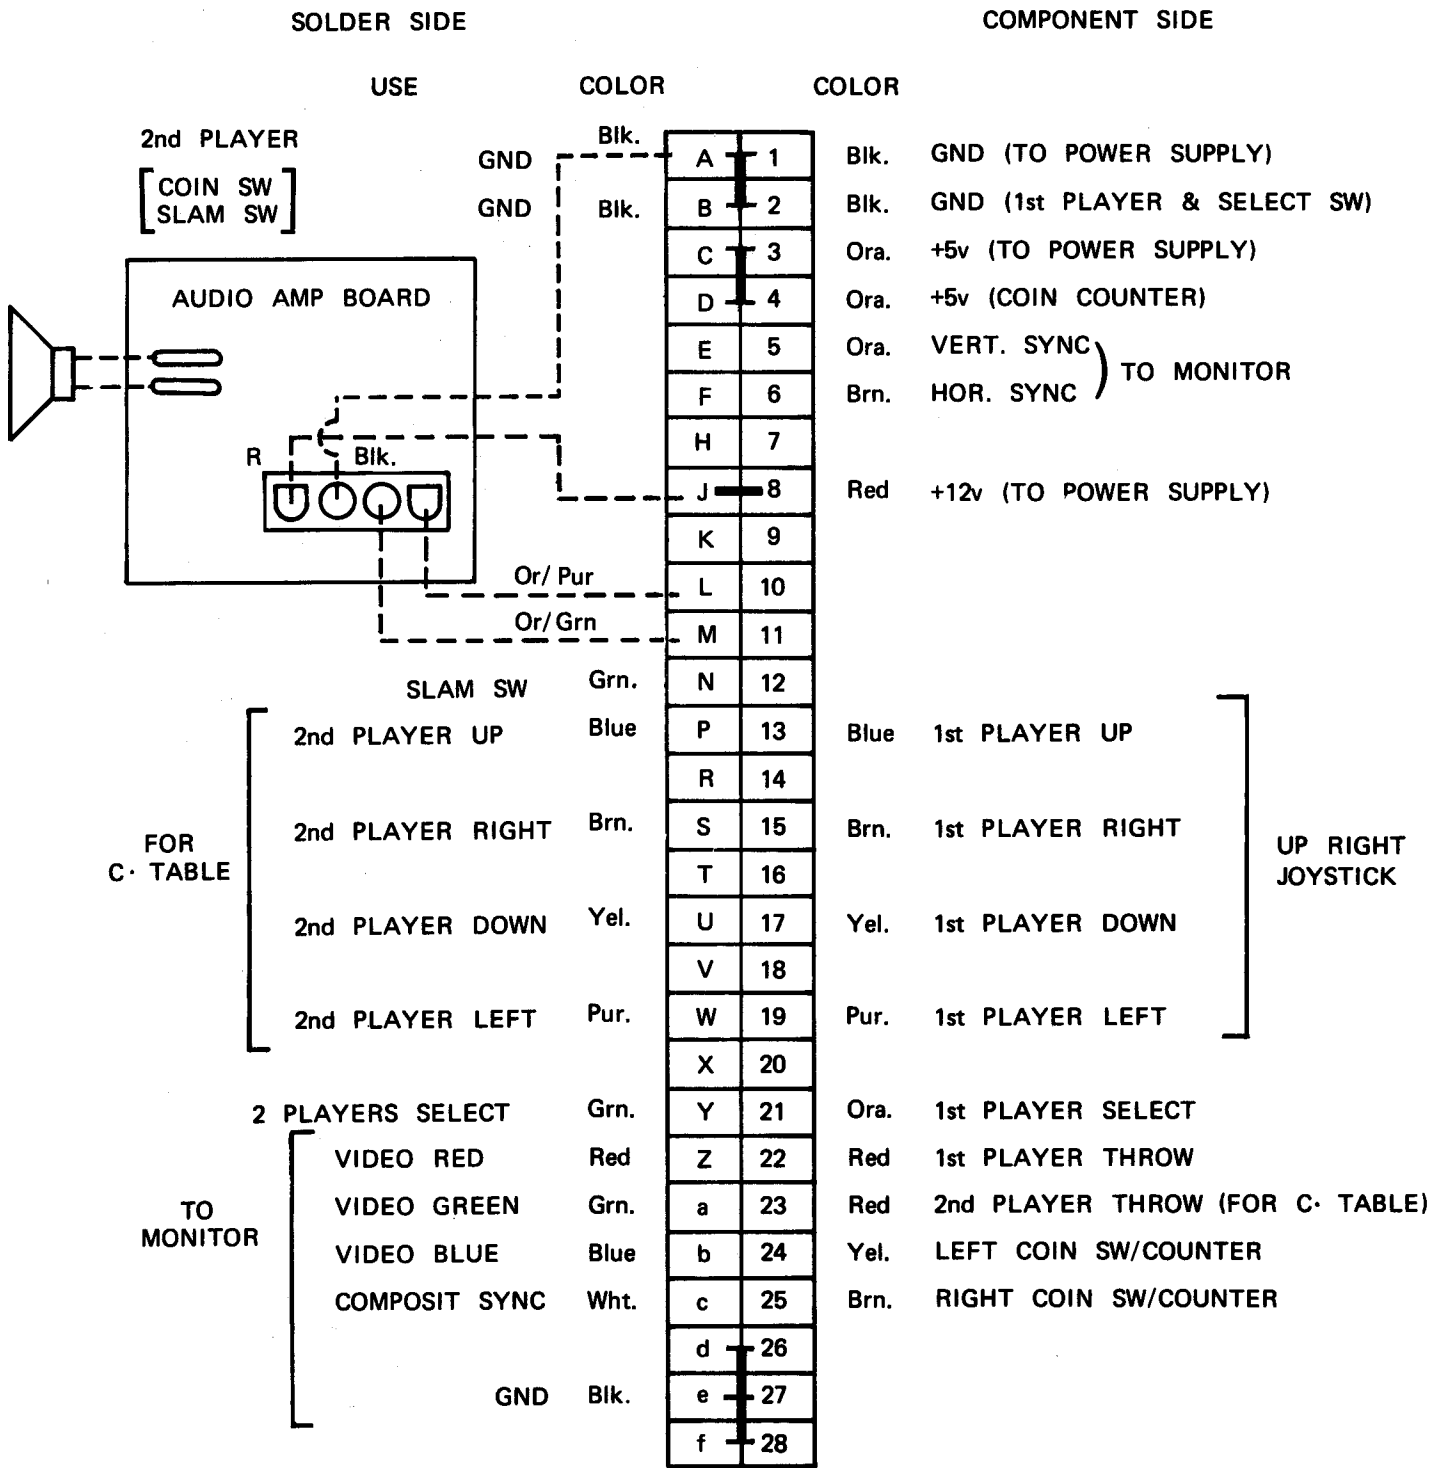 SOLDER SIDE COMPONENT SIDE
USE COLOR COLOR
2nd PLAYER
COIN SW
SLAM SW
GND Blk. A 1 Blk. GND (TO POWER SUPPLY)
GND Blk. B 2 Blk. GND (1st PLAYER & SELECT SW)
C 3 Ora. +5v (TO POWER SUPPLY)
AUDIO AMP BOARD
D 4 Ora. +5v (COIN COUNTER)
E 5 Ora. VERT. SYNC
TO MONITOR
F 6 Brn. HOR. SYNC
H 7
R Blk.
J 8 Red +12v (TO POWER SUPPLY)
K 9
Or/Pur L 10
Or/Grn M 11
SLAM SW Grn. N 12
2nd PLAYER UP Blue P 13 Blue 1st PLAYER UP
R 14
2nd PLAYER RIGHT Brn. S 15 Brn. 1st PLAYER RIGHT
FOR
C· TABLE
UP RIGHT
JOYSTICK
T 16
2nd PLAYER DOWN Yel. U 17 Yel. 1st PLAYER DOWN
V 18
2nd PLAYER LEFT Pur. W 19 Pur. 1st PLAYER LEFT
X 20
2 PLAYERS SELECT Grn. Y 21 Ora. 1st PLAYER SELECT
VIDEO RED Red Z 22 Red 1st PLAYER THROW
TO
MONITOR
VIDEO GREEN Grn. a 23 Red 2nd PLAYER THROW (FOR C· TABLE)
VIDEO BLUE Blue b 24 Yel. LEFT COIN SW/COUNTER
COMPOSIT SYNC Wht. c 25 Brn. RIGHT COIN SW/COUNTER
d 26
GND Blk. e 27
f 28